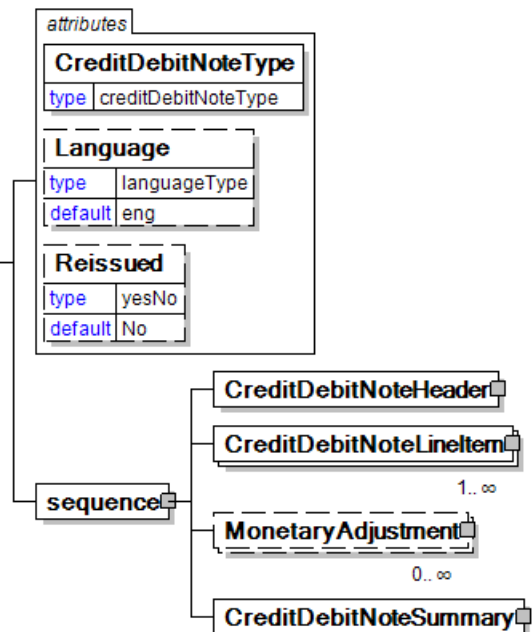 attributes
CreditDebitNoteType
type creditDebitNoteType
Language
type languageType
default eng
Reissued
type yesNo
default No
CreditDebitNoteHeader
CreditDebitNoteLineItem
1..∞
sequence
MonetaryAdjustment
0..∞
CreditDebitNoteSummary